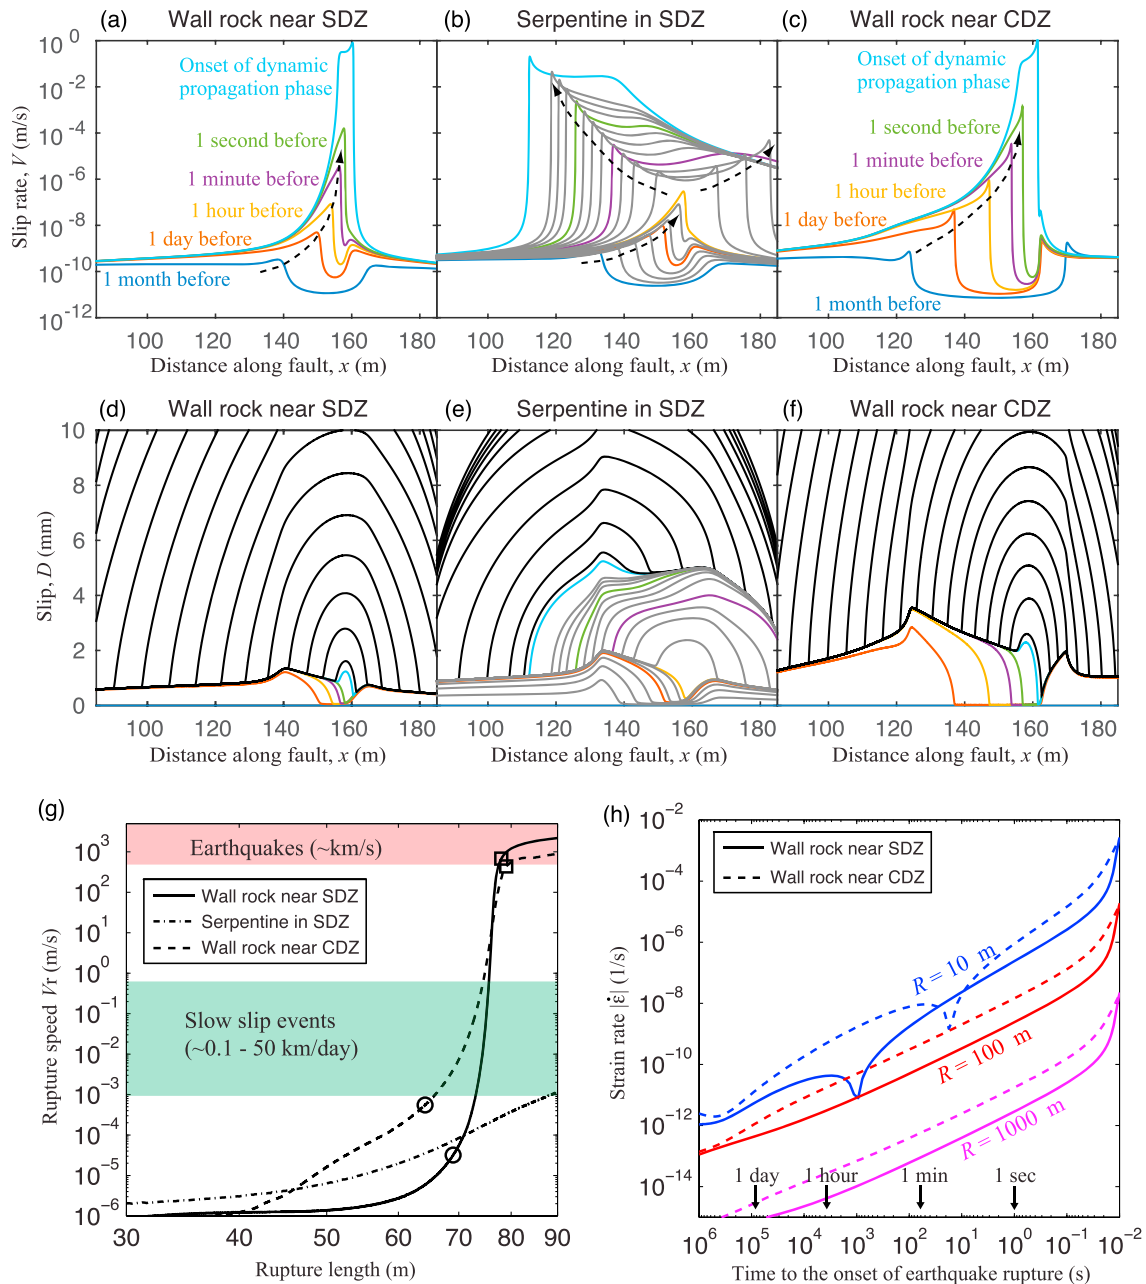 (a) Wall rock near SDZ
(b) Serpentine in SDZ
(c) Wall rock near CDZ
Slip rate, V (m/s)
10^0
10^-2
10^-4
10^-6
10^-8
10^-10
10^-12
Onset of dynamic
propagation phase
1 second before
1 minute before
1 hour before
1 day before
1 month before
Onset of dynamic
propagation phase
1 second before
1 minute before
1 hour before
1 day before
1 month before
100 120 140 160 180
100 120 140 160 180
100 120 140 160 180
Distance along fault, x (m)
Distance along fault, x (m)
Distance along fault, x (m)
(d) Wall rock near SDZ
(e) Serpentine in SDZ
(f) Wall rock near CDZ
Slip, D (mm)
10
8
6
4
2
0
100 120 140 160 180
100 120 140 160 180
100 120 140 160 180
Distance along fault, x (m)
Distance along fault, x (m)
Distance along fault, x (m)
(g)
Rupture speed Vr (m/s)
10^3
10^2
10^1
10^0
10^-1
10^-2
10^-3
10^-4
10^-5
10^-6
Earthquakes (~km/s)
Wall rock near SDZ
Serpentine in SDZ
Wall rock near CDZ
Slow slip events
(~0.1 - 50 km/day)
30 40 50 60 70 80 90
Rupture length (m)
(h)
Strain rate |ε̇| (1/s)
10^-2
10^-4
10^-6
10^-8
10^-10
10^-12
10^-14
Wall rock near SDZ
Wall rock near CDZ
R = 10 m
R = 100 m
R = 1000 m
1 day 1 hour 1 min 1 sec
10^6 10^5 10^4 10^3 10^2 10^1 10^0 10^-1 10^-2
Time to the onset of earthquake rupture (s)